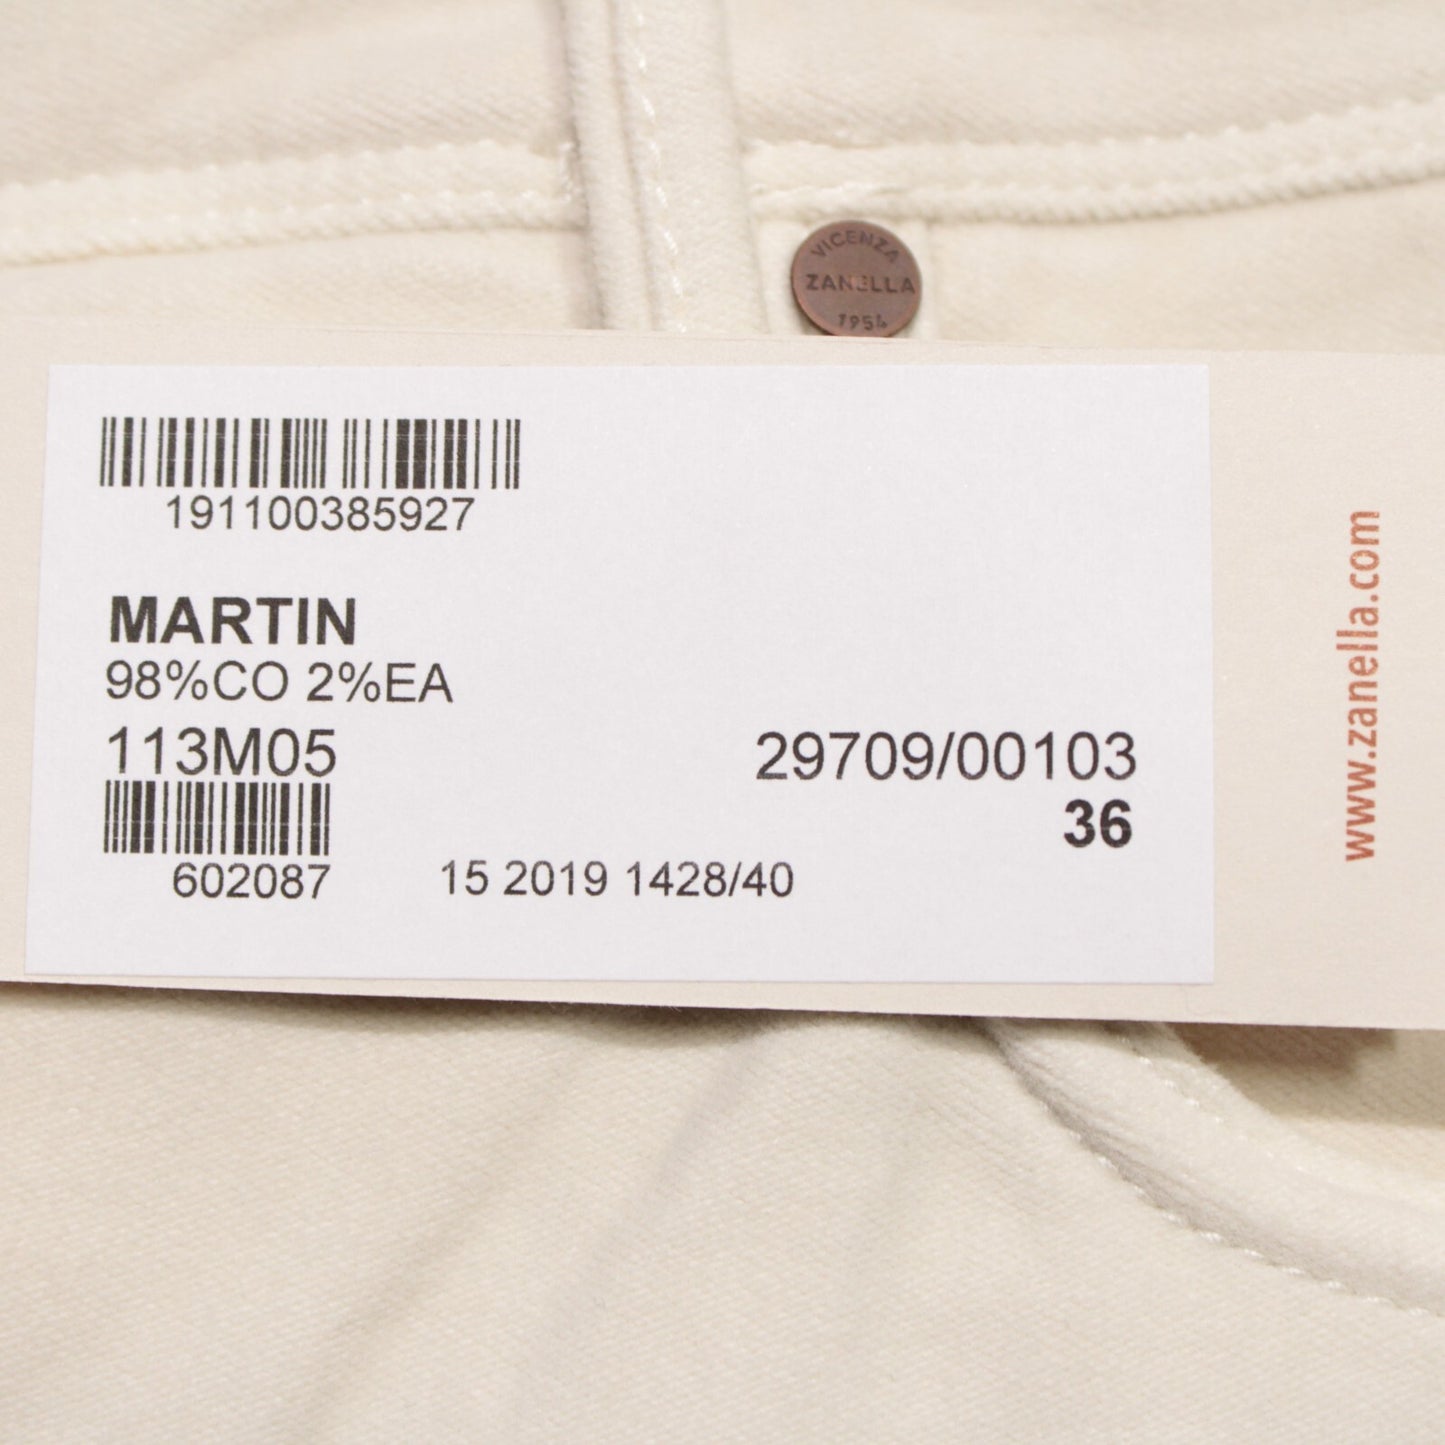 VICENZA
ZANELLA
1954
191100385927
MARTIN
98%CO 2%EA
113M05
29709/00103
36
602087
15 2019 1428/40
www.zanella.com